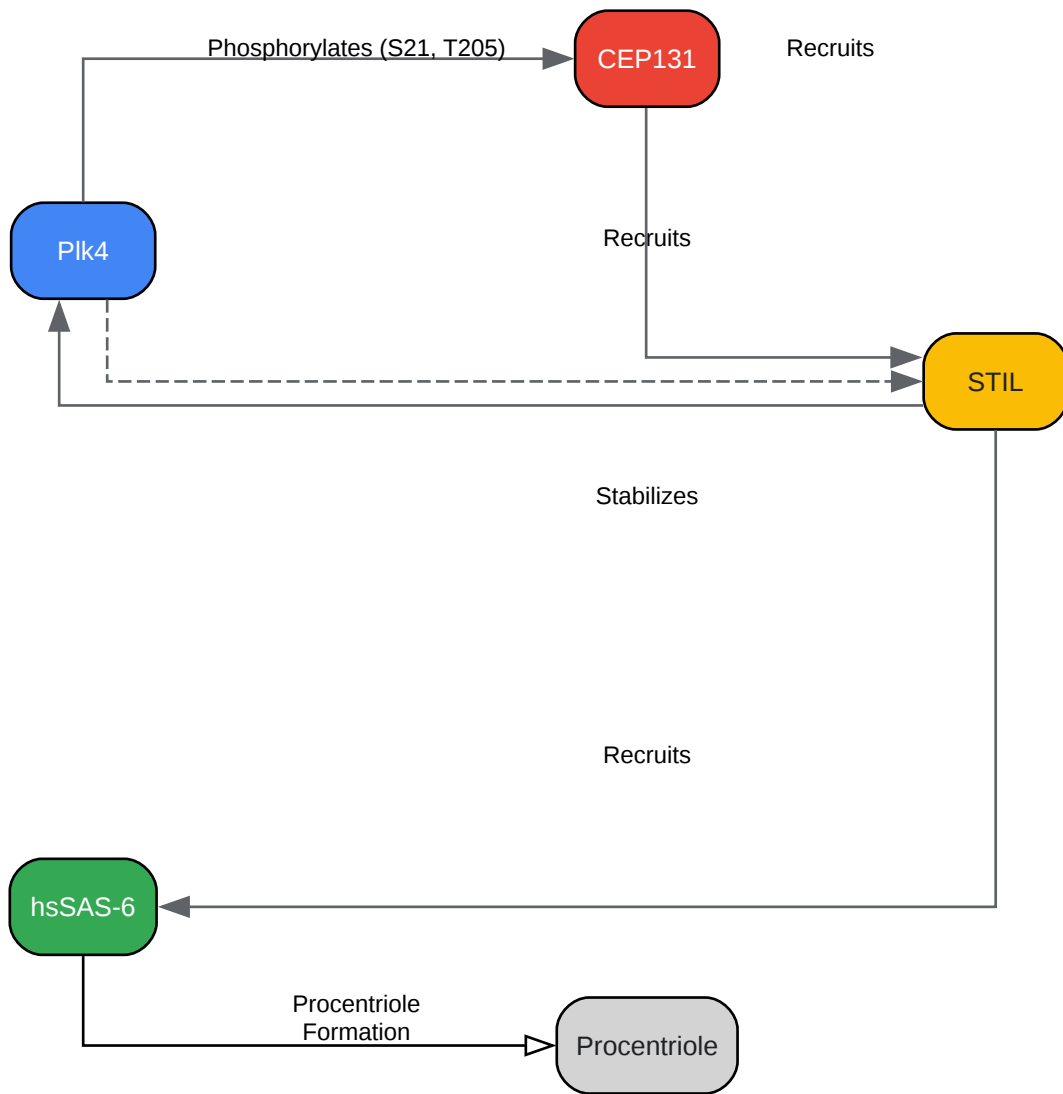 Phosphorylates (S21, T205)
CEP131
Recruits
Plk4
Recruits
STIL
Stabilizes
Recruits
hsSAS-6
Procentriole
Formation
Procentriole